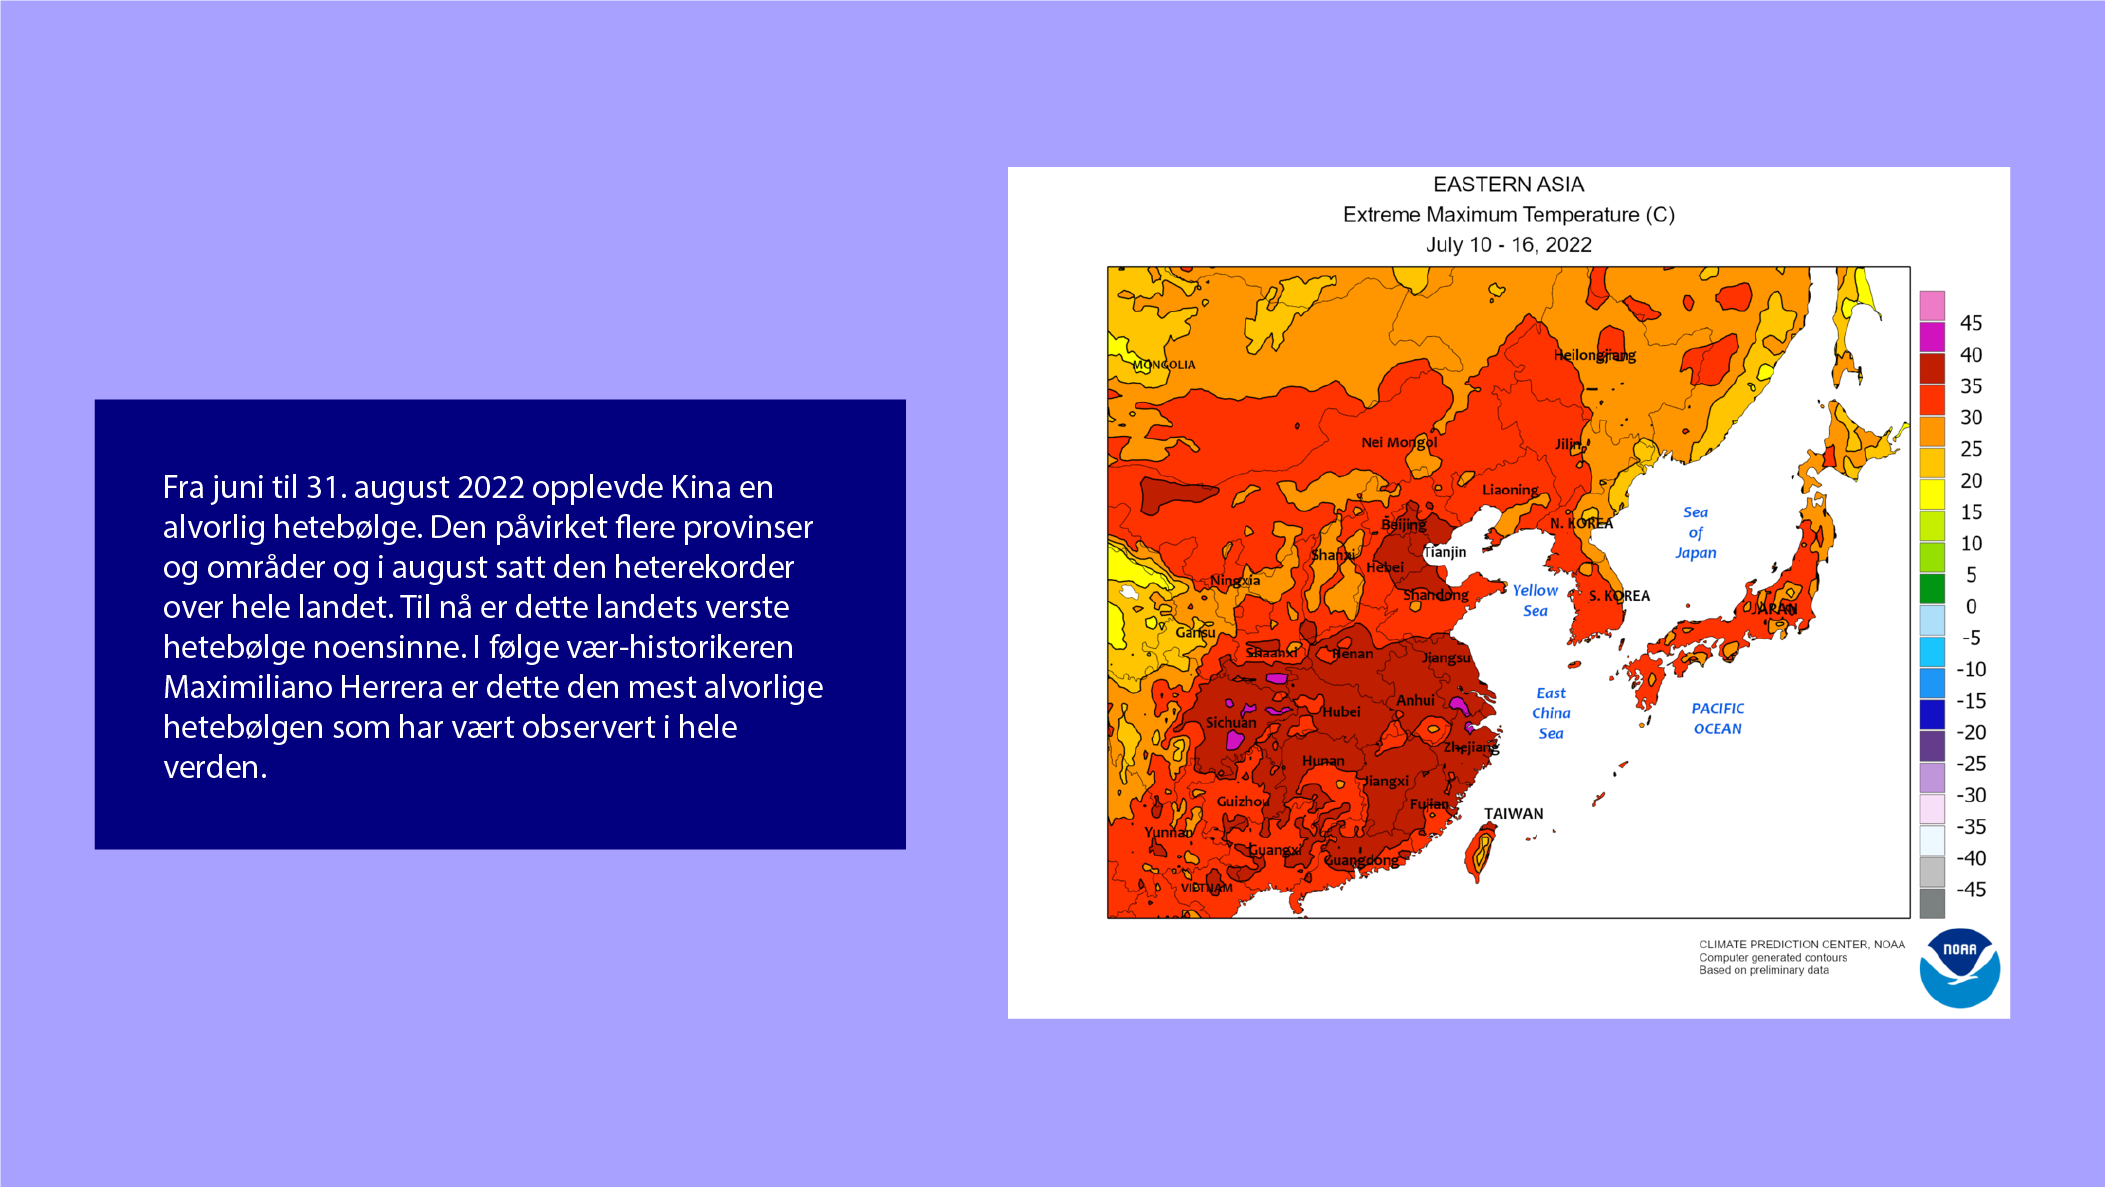 Fra juni til 31. august 2022 opplevde Kina en
alvorlig hetebølge. Den påvirket flere provinser
og områder og i august satt den heterekorder
over hele landet. Til nå er dette landets verste
hetebølge noensinne. I følge vær-historikeren
Maximiliano Herrera er dette den mest alvorlige
hetebølgen som har vært observert i hele
verden.
EASTERN ASIA
Extreme Maximum Temperature (C)
July 10 - 16, 2022
MONGOLIA
Heilongjiang
Nei Mongol
Jilin
Liaoning
Beijing
N. KOREA
Sea
of
Japan
Shanxi
Tianjin
Hebei
Ningxia
Shandong
Yellow
Sea
S. KOREA
JAPAN
Gansu
Shaanxi
Henan
Jiangsu
Sichuan
Hubei
Anhui
East
China
Sea
PACIFIC
OCEAN
Zhejiang
Hunan
Jiangxi
Guizhou
Fujian
TAIWAN
Yunnan
Guangxi
Guangdong
VIETNAM
45
40
35
30
25
20
15
10
5
0
-5
-10
-15
-20
-25
-30
-35
-40
-45
CLIMATE PREDICTION CENTER, NOAA
Computer generated contours
Based on preliminary data
NOAA